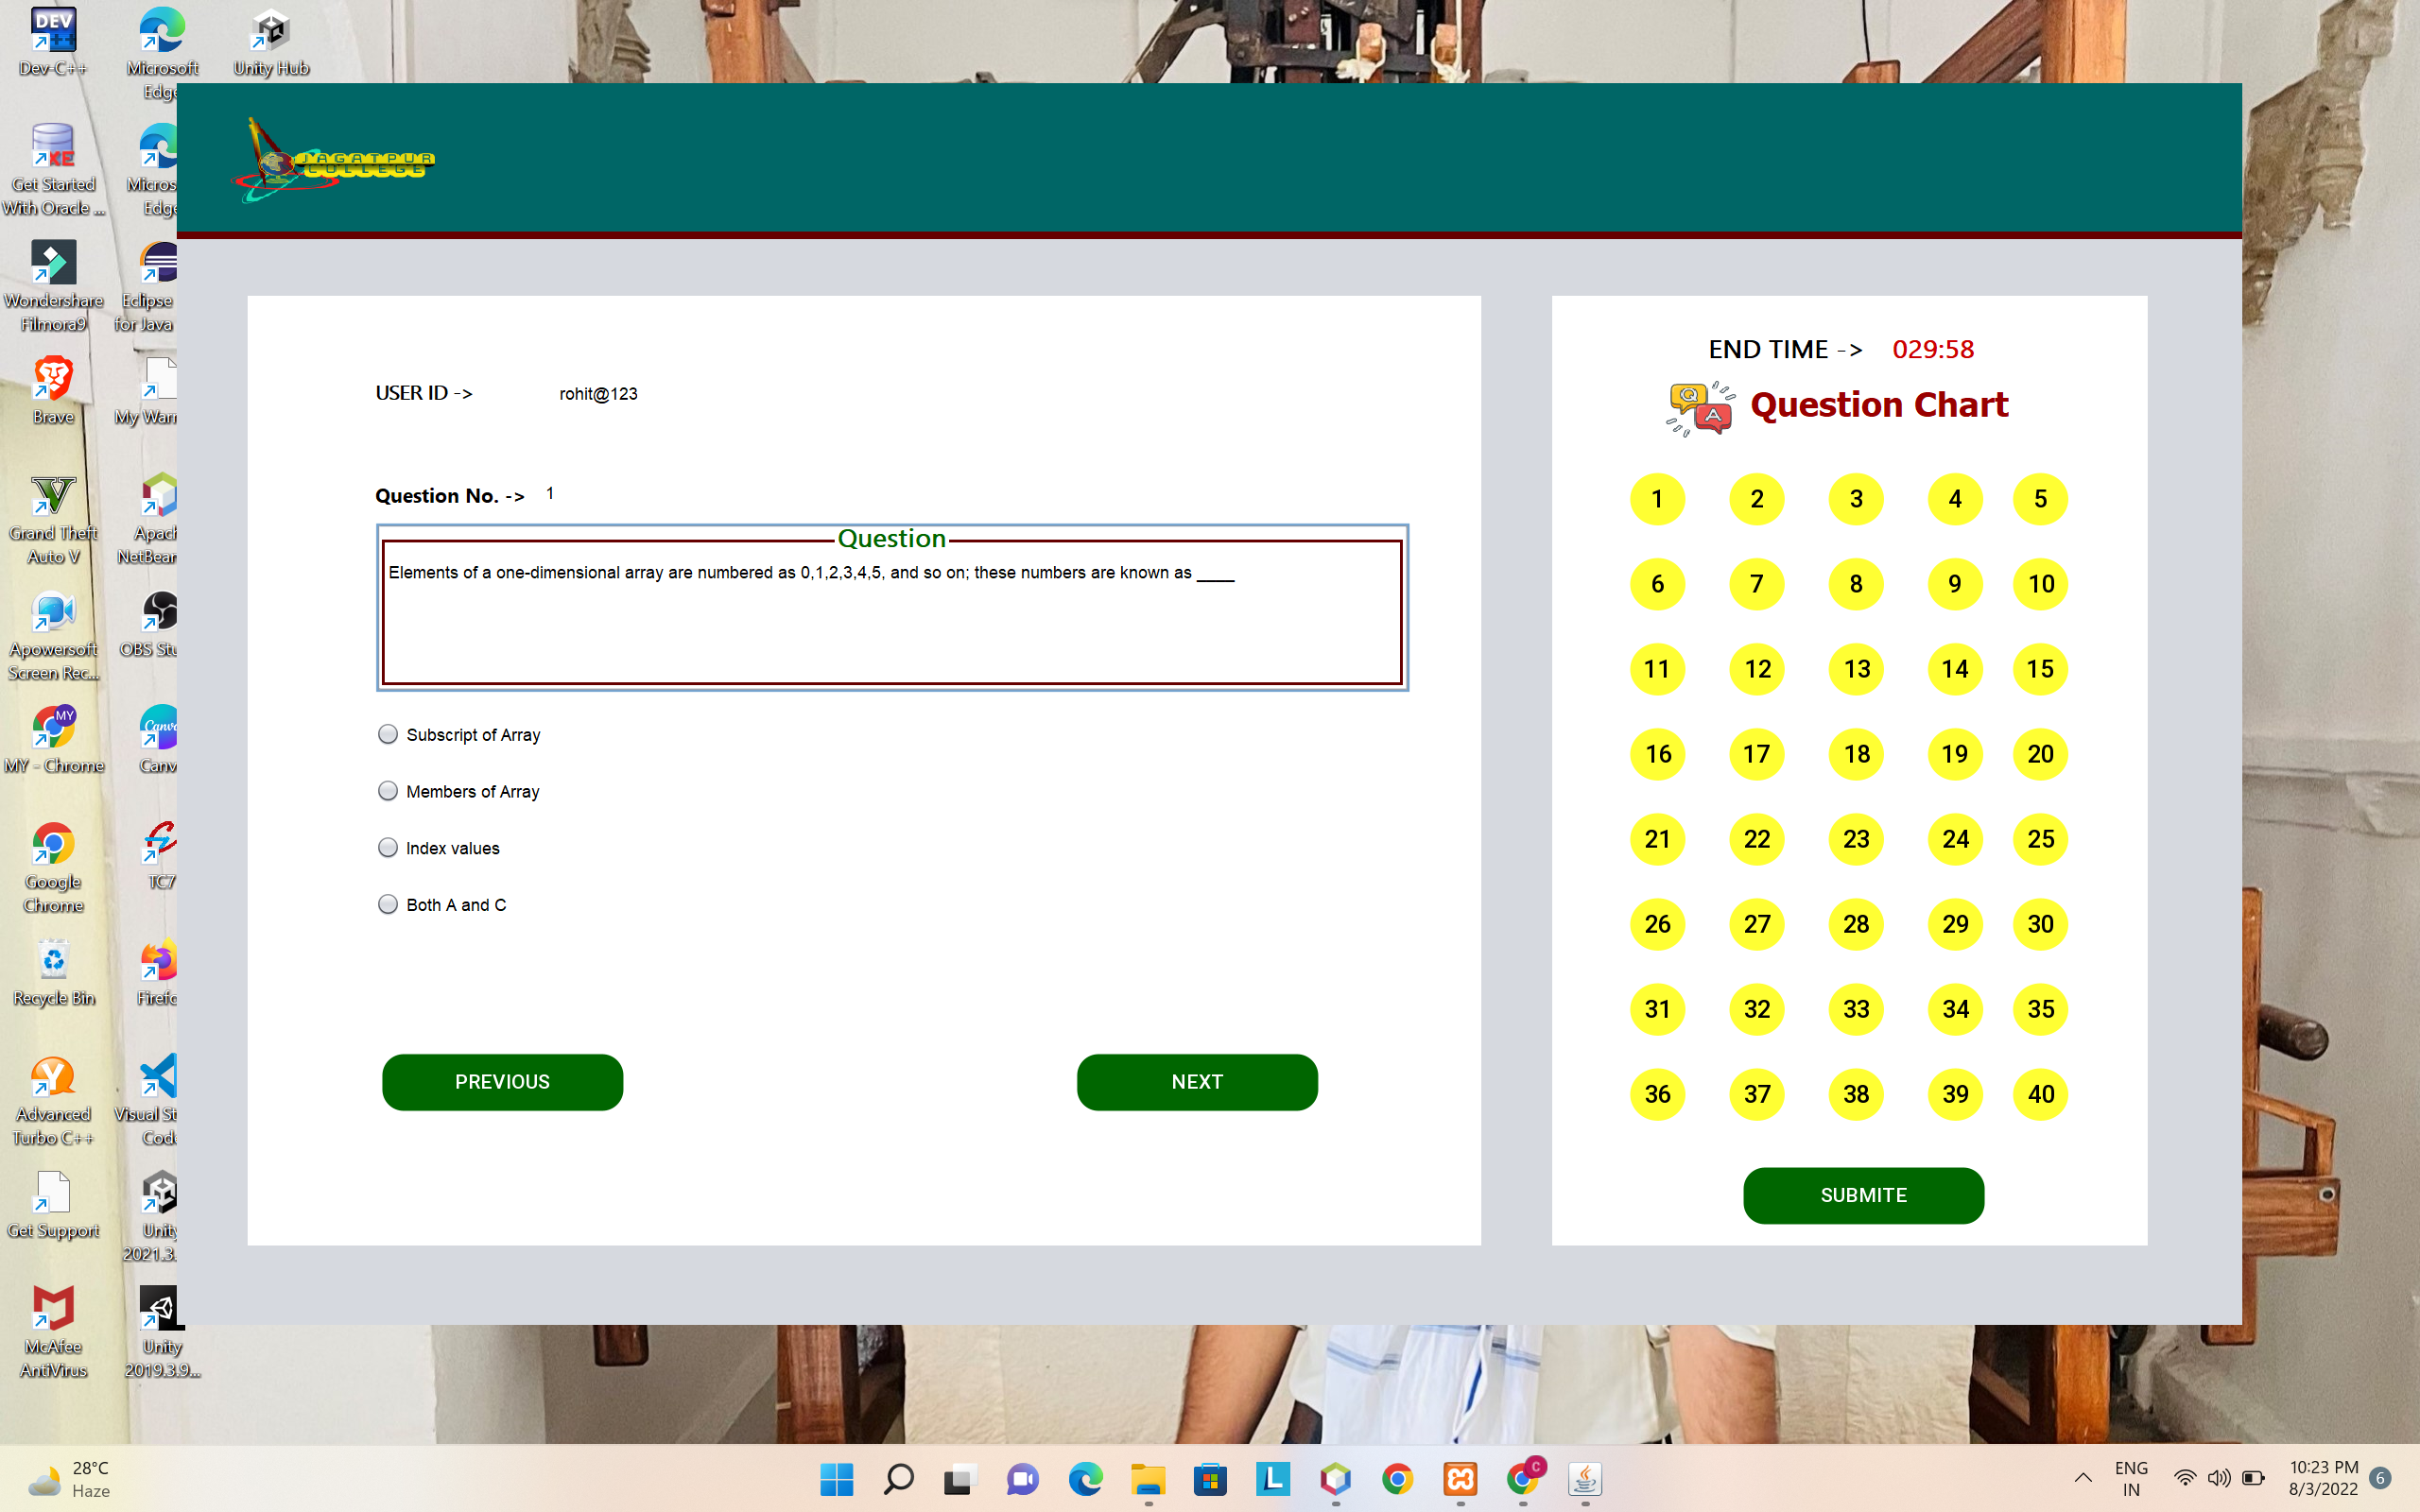 Dev-C++
Microsoft
Edge
Unity Hub
Get Started
With Oracle ...
Micros
Edge
Wondershare
Filmora9
Eclipse
for Java
Brave
My Warr
Grand Theft
Auto V
Apach
NetBean
Apowersoft
Screen Rec...
OBS Stu
MY - Chrome
Canv
Google
Chrome
TC7
Recycle Bin
Firefo
Advanced
Turbo C++
Visual St
Code
Get Support
Unity
2021.3.
McAfee
AntiVirus
Unity
2019.3.9...
JAGATPUR
COLLEGE
USER ID -> rohit@123
Question No. -> 1
Question
Elements of a one-dimensional array are numbered as 0,1,2,3,4,5, and so on; these numbers are known as ____
Subscript of Array
Members of Array
Index values
Both A and C
PREVIOUS NEXT
END TIME -> 029:58
Question Chart
1 2 3 4 5
6 7 8 9 10
11 12 13 14 15
16 17 18 19 20
21 22 23 24 25
26 27 28 29 30
31 32 33 34 35
36 37 38 39 40
SUBMITE
28°C
Haze
ENG
IN
10:23 PM
8/3/2022
6